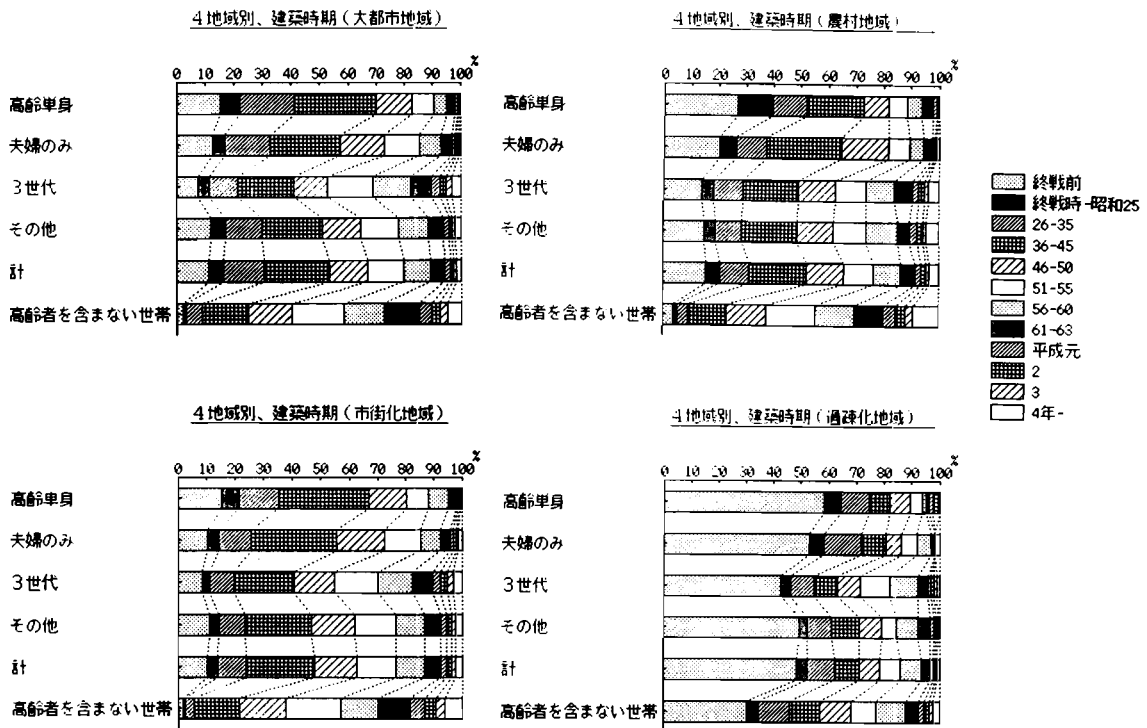 4地域別、建築時期(大都市地域)
0 10 20 30 40 50 60 70 80 90 100 %
高齢単身
夫婦のみ
3世代
その他
計
高齢者を含まない世帯
4地域別、建築時期(農村地域)
0 10 20 30 40 50 60 70 80 90 100 %
高齢単身
夫婦のみ
3世代
その他
計
高齢者を含まない世帯
終戦前
終戦時-昭和25
26-35
36-45
46-50
51-55
56-60
61-63
平成元
2
3
4年-
4地域別、建築時期(市街化地域)
0 10 20 30 40 50 60 70 80 90 100 %
高齢単身
夫婦のみ
3世代
その他
計
高齢者を含まない世帯
4地域別、建築時期(過疎化地域)
0 10 20 30 40 50 60 70 80 90 100 %
高齢単身
夫婦のみ
3世代
その他
計
高齢者を含まない世帯